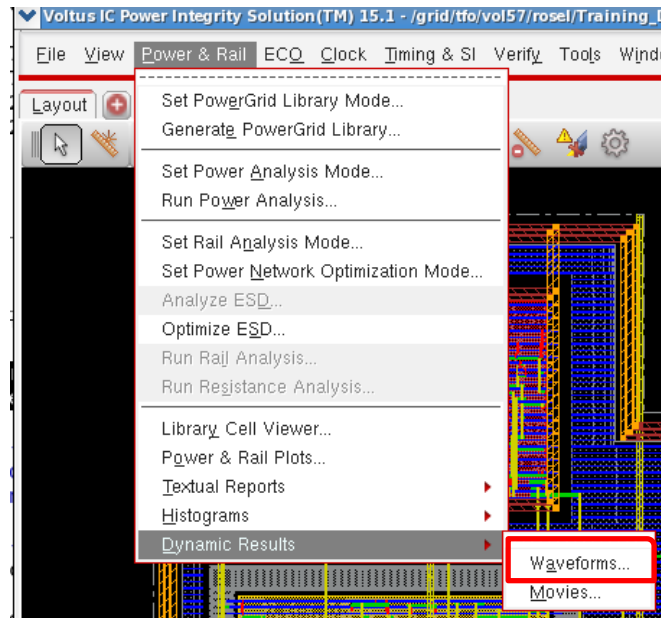 Voltus IC Power Integrity Solution(TM) 15.1 - /grid/tfo/vol57/rosel/Training_
File View Power & Rail ECO Clock Timing & SI Verify Tools
Layout
Set PowerGrid Library Mode...
Generate PowerGrid Library...
Set Power Analysis Mode...
Run Power Analysis...
Set Rail Analysis Mode...
Set Power Network Optimization Mode...
Analyze ESD...
Optimize ESD...
Run Rail Analysis...
Run Resistance Analysis...
Library Cell Viewer...
Power & Rail Plots...
Textual Reports
Histograms
Dynamic Results
Waveforms...
Movies...